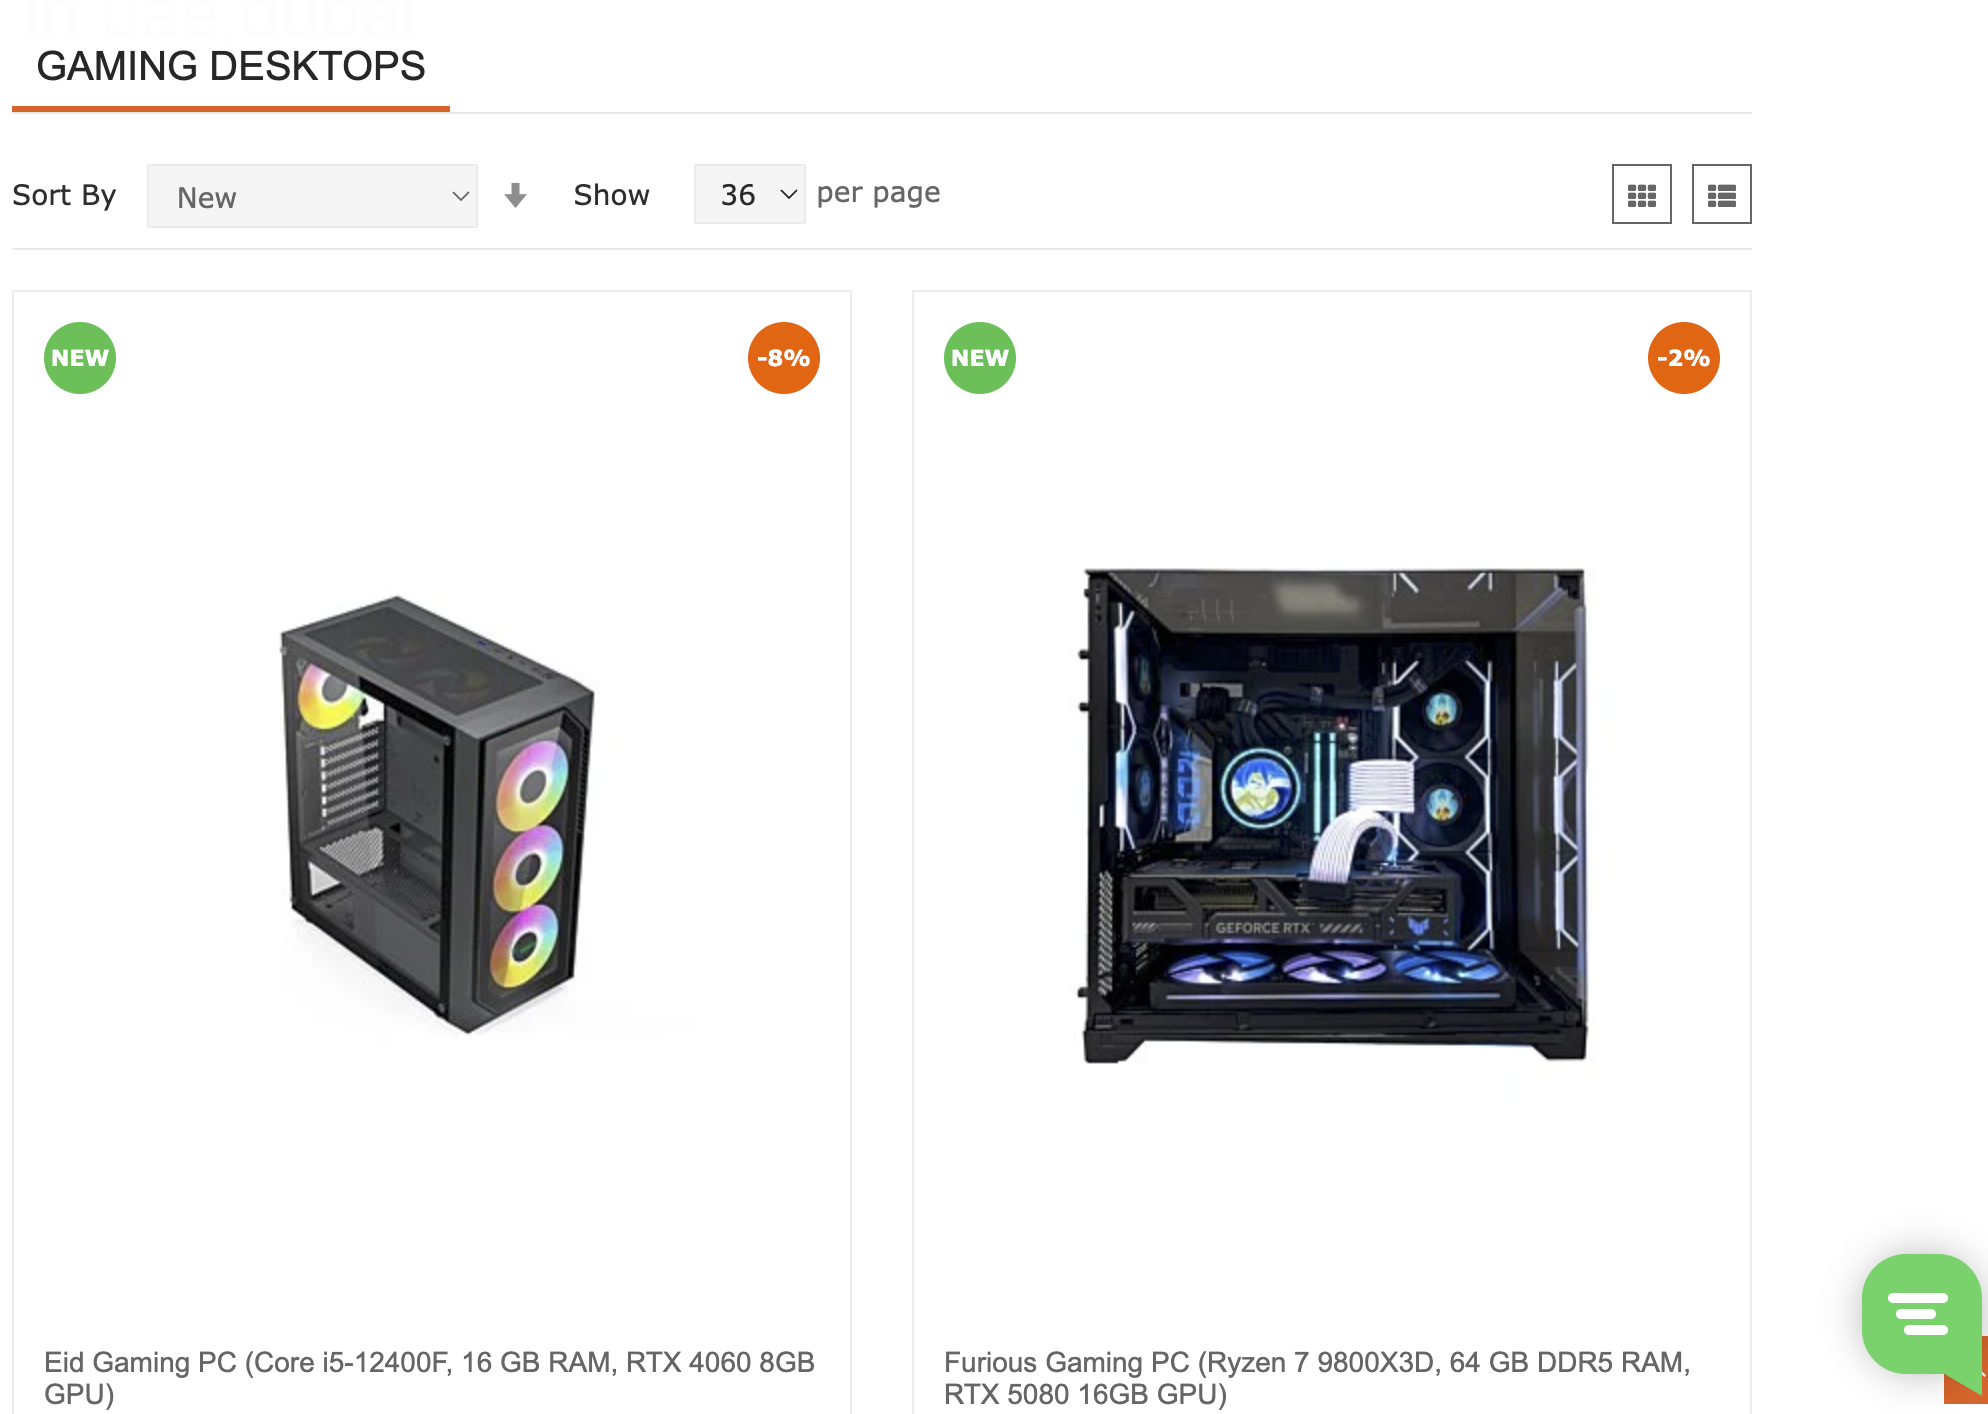 in uae,dubai
GAMING DESKTOPS
Sort By New Show 36 per page
NEW -8% NEW -2%
GEFORCE RTX
Eid Gaming PC (Core i5-12400F, 16 GB RAM, RTX 4060 8GB
GPU)
Furious Gaming PC (Ryzen 7 9800X3D, 64 GB DDR5 RAM,
RTX 5080 16GB GPU)